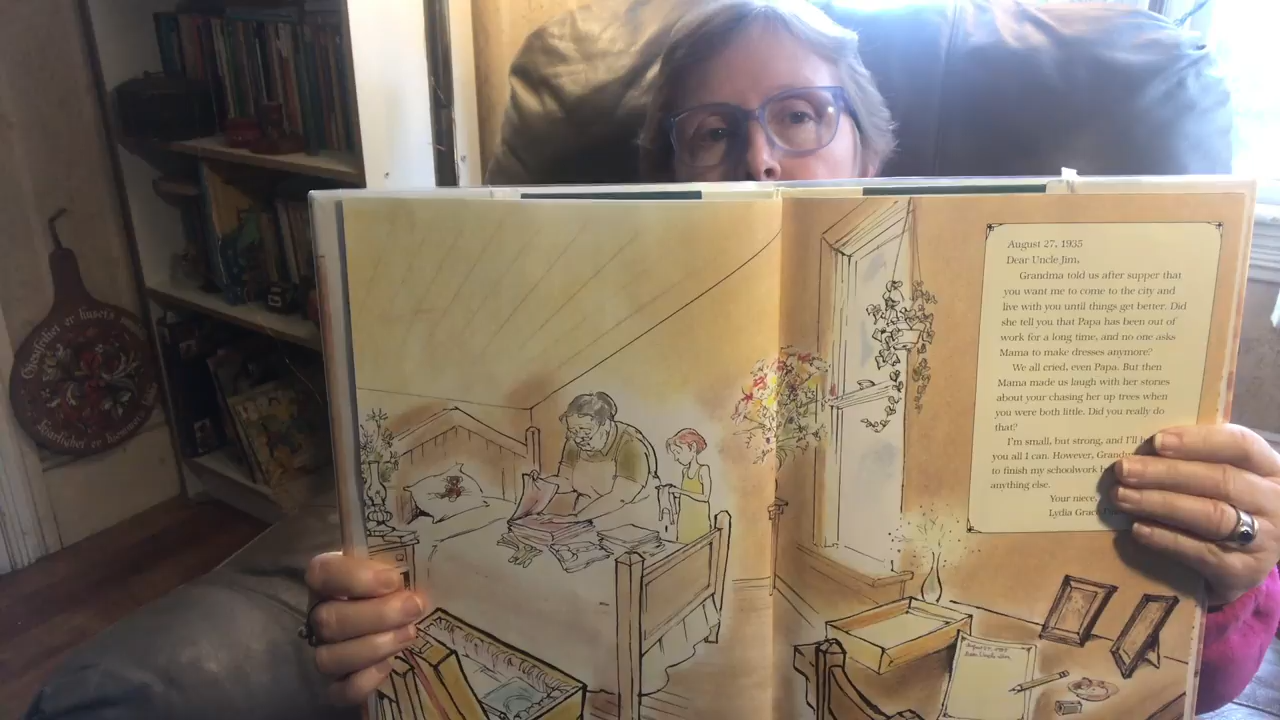 August 27, 1935
Dear Uncle Jim,
Grandma told us after supper that
you want me to come to the city and
live with you until things get better. Did
she tell you that Papa has been out of
work for a long time, and no one asks
Mama to make dresses anymore?
We all cried, even Papa. But then
Mama made us laugh with her stories
about your chasing her up trees when
you were both little. Did you really do
that?
I'm small, but strong, and I'll
you all I can. However,
to finish my schoolwork
anything else.
Your niece,
Lydia Grace